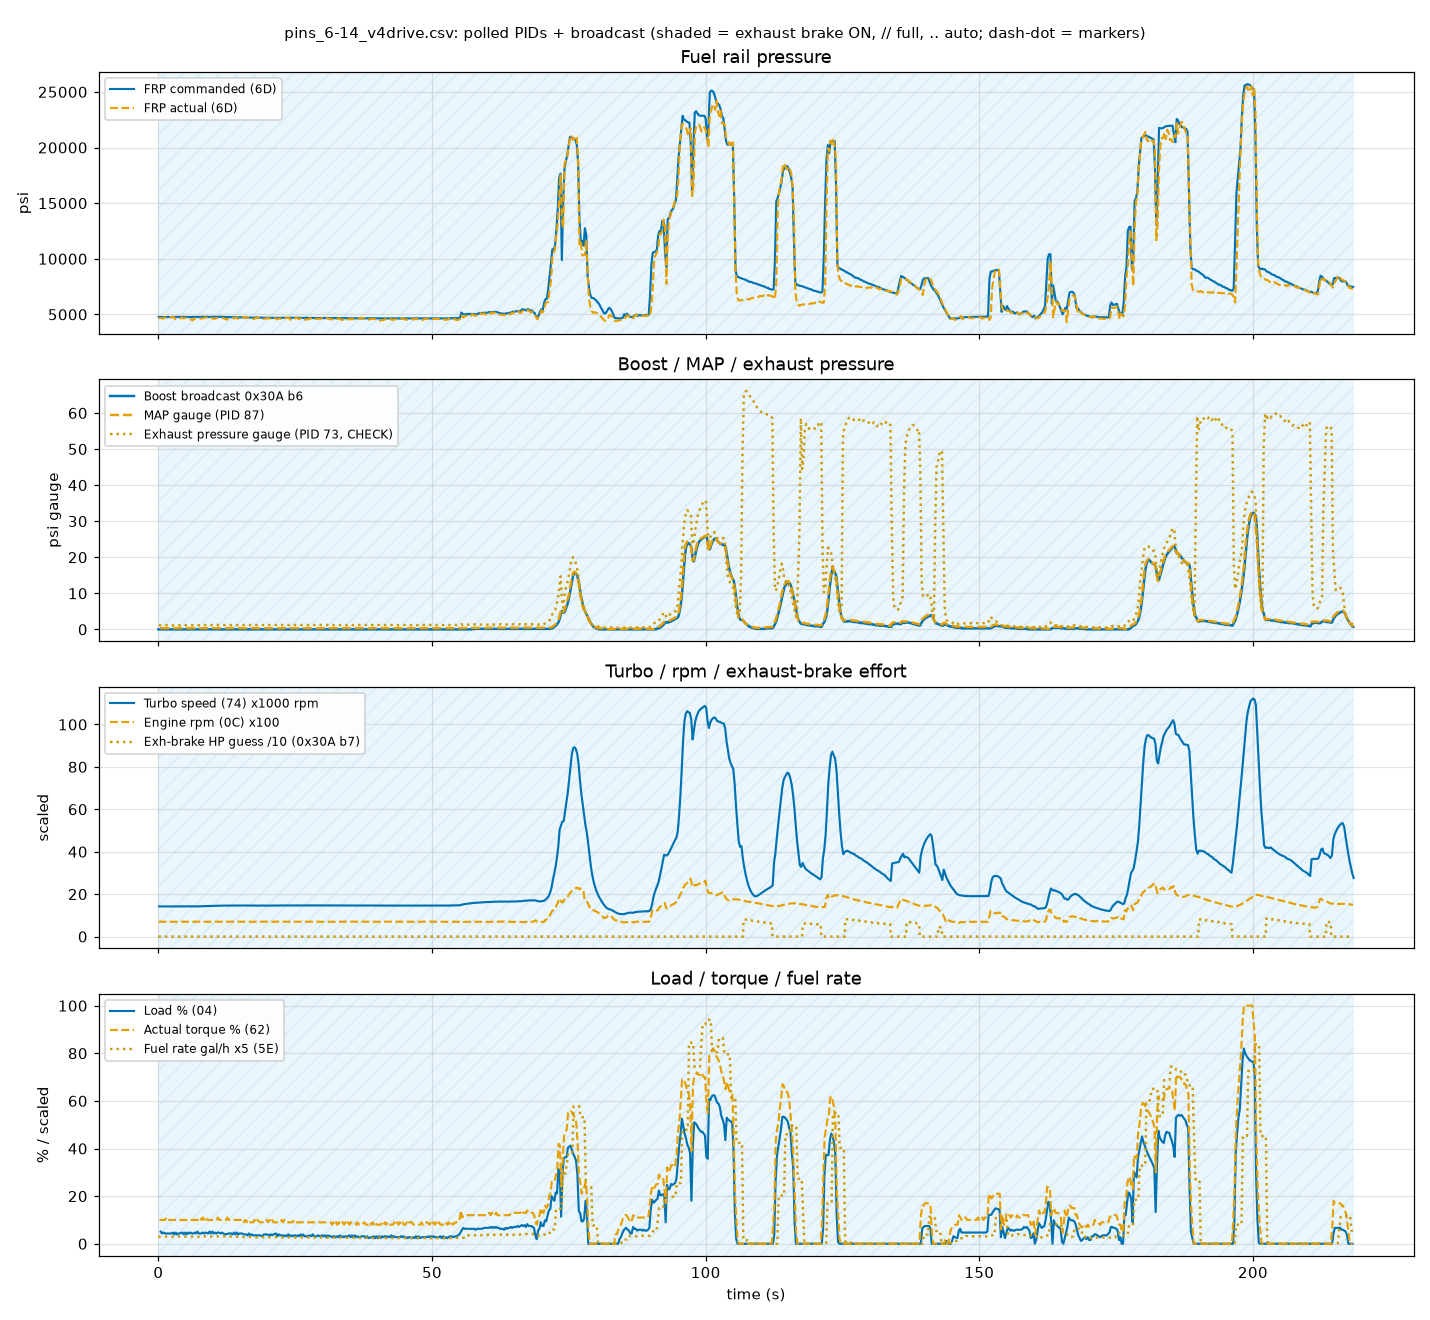 pins_6-14_v4drive.csv: polled PIDs + broadcast (shaded = exhaust brake ON, // full, .. auto; dash-dot = markers)
Fuel rail pressure
FRP commanded (6D)
FRP actual (6D)
25000
20000
15000
10000
5000
psi
Boost / MAP / exhaust pressure
Boost broadcast 0x30A b6
MAP gauge (PID 87)
Exhaust pressure gauge (PID 73, CHECK)
60
50
40
30
20
10
0
psi gauge
Turbo / rpm / exhaust-brake effort
Turbo speed (74) x1000 rpm
Engine rpm (0C) x100
Exh-brake HP guess /10 (0x30A b7)
100
80
60
40
20
0
scaled
Load / torque / fuel rate
Load % (04)
Actual torque % (62)
Fuel rate gal/h x5 (5E)
100
80
60
40
20
0
% / scaled
0 50 100 150 200
time (s)